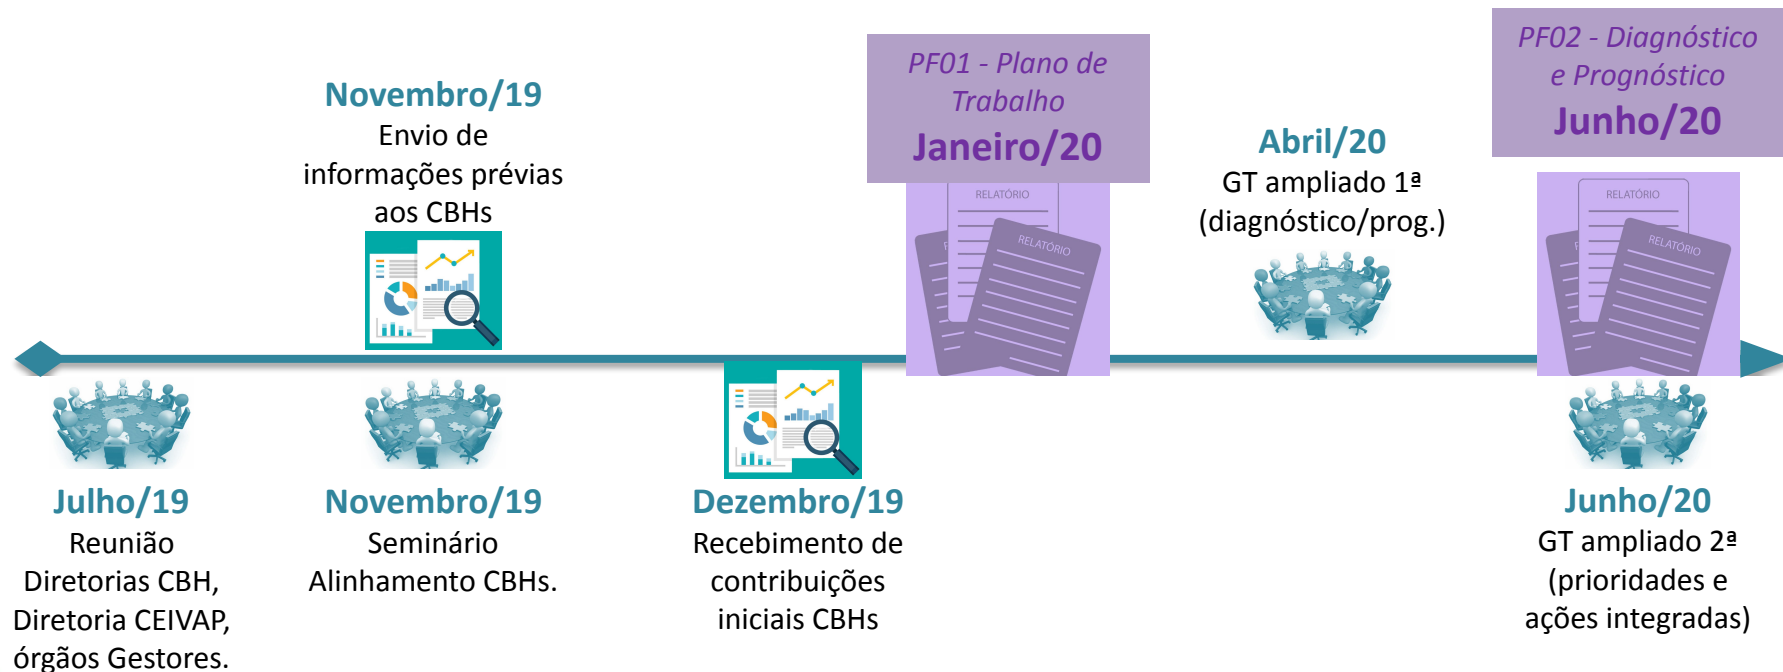 Novembro/19
Envio de
informações prévias
aos CBHs
PF01 - Plano de
Trabalho
Janeiro/20
RELATÓRIO
RELATÓRIO
Abril/20
GT ampliado 1ª
(diagnóstico/prog.)
PF02 - Diagnóstico
e Prognóstico
Junho/20
RELATÓRIO
RELATÓRIO
Julho/19
Reunião
Diretorias CBH,
Diretoria CEIVAP,
órgãos Gestores.
Novembro/19
Seminário
Alinhamento CBHs.
Dezembro/19
Recebimento de
contribuições
iniciais CBHs
Junho/20
GT ampliado 2ª
(prioridades e
ações integradas)